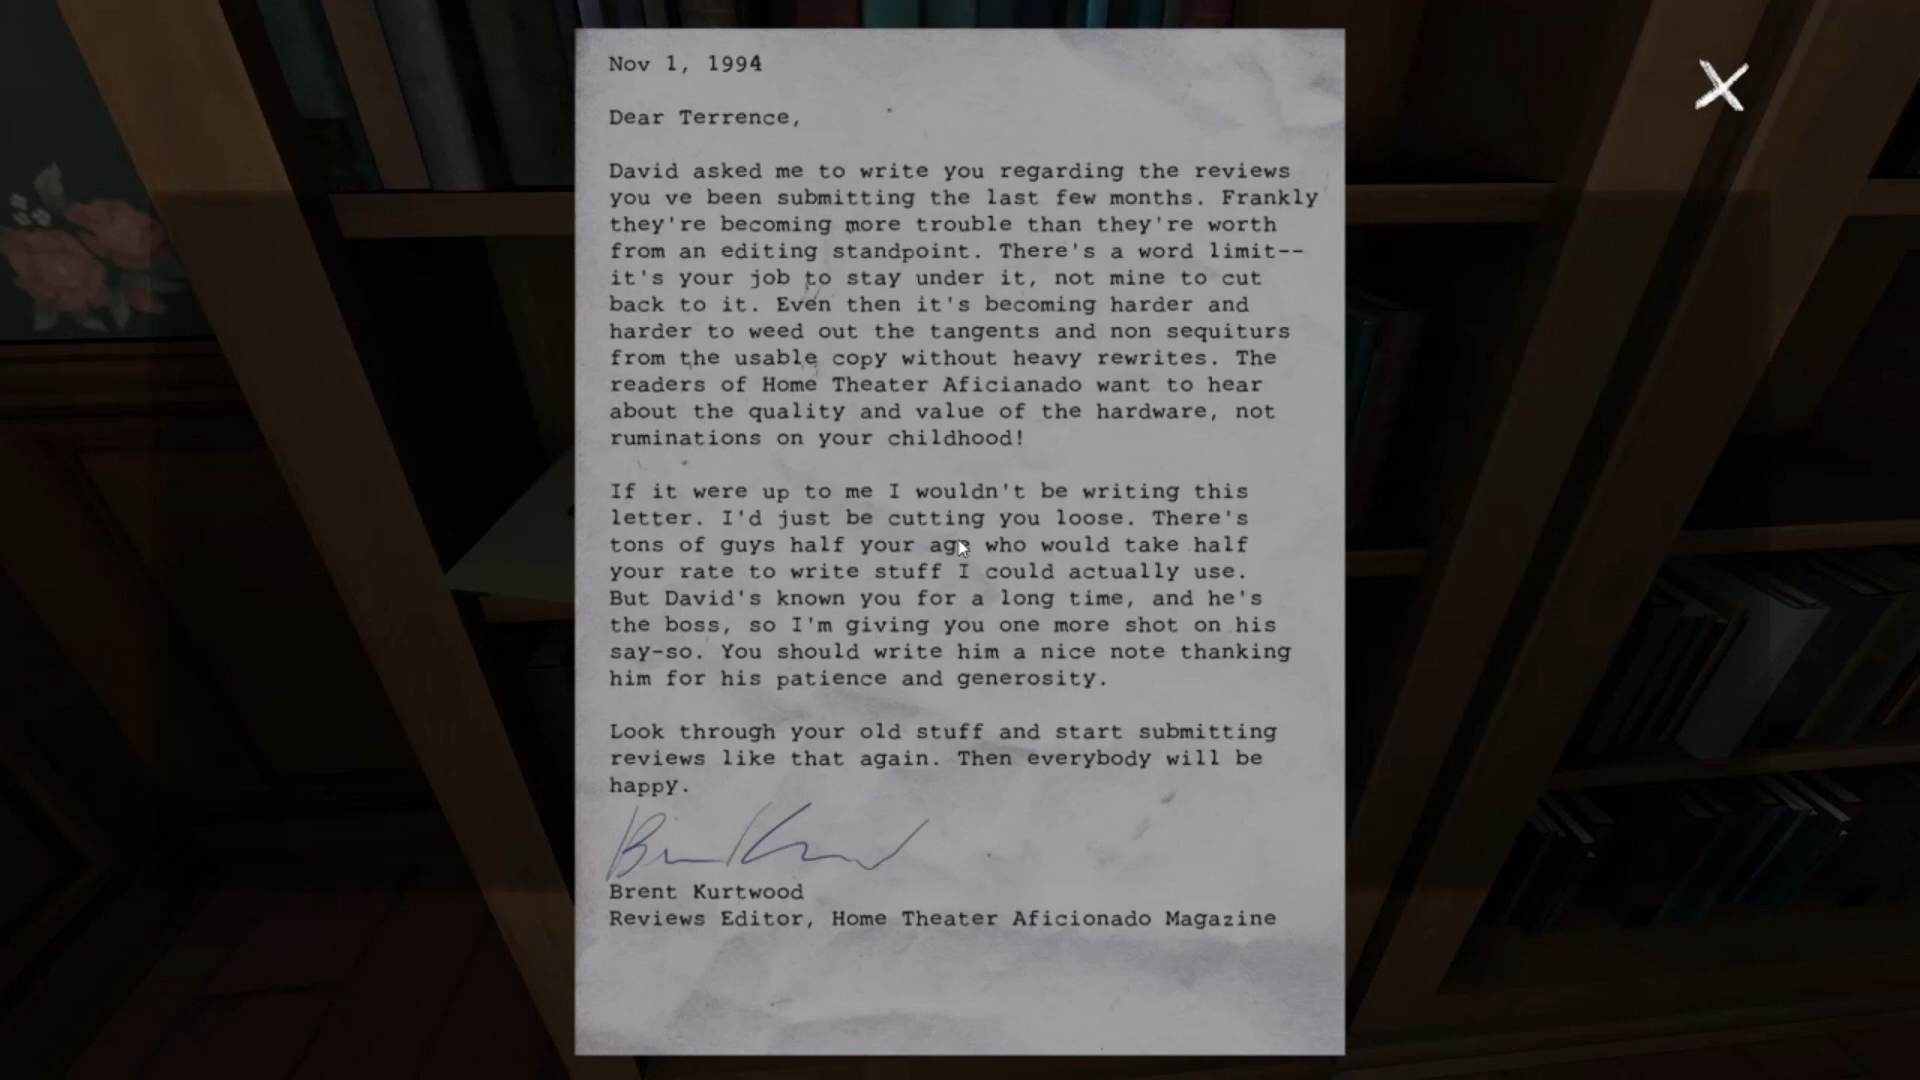 Nov 1, 1994
Dear Terrence,
David asked me to write you regarding the reviews
you ve been submitting the last few months. Frankly
they're becoming more trouble than they're worth
from an editing standpoint. There's a word limit--
it's your job to stay under it, not mine to cut
back to it. Even then it's becoming harder and
harder to weed out the tangents and non sequiturs
from the usable copy without heavy rewrites. The
readers of Home Theater Aficianado want to hear
about the quality and value of the hardware, not
ruminations on your childhood!
If it were up to me I wouldn't be writing this
letter. I'd just be cutting you loose. There's
tons of guys half your age who would take half
your rate to write stuff I could actually use.
But David's known you for a long time, and he's
the boss, so I'm giving you one more shot on his
say-so. You should write him a nice note thanking
him for his patience and generosity.
Look through your old stuff and start submitting
reviews like that again. Then everybody will be
happy.
Brent Kurtwood
Reviews Editor, Home Theater Aficionado Magazine